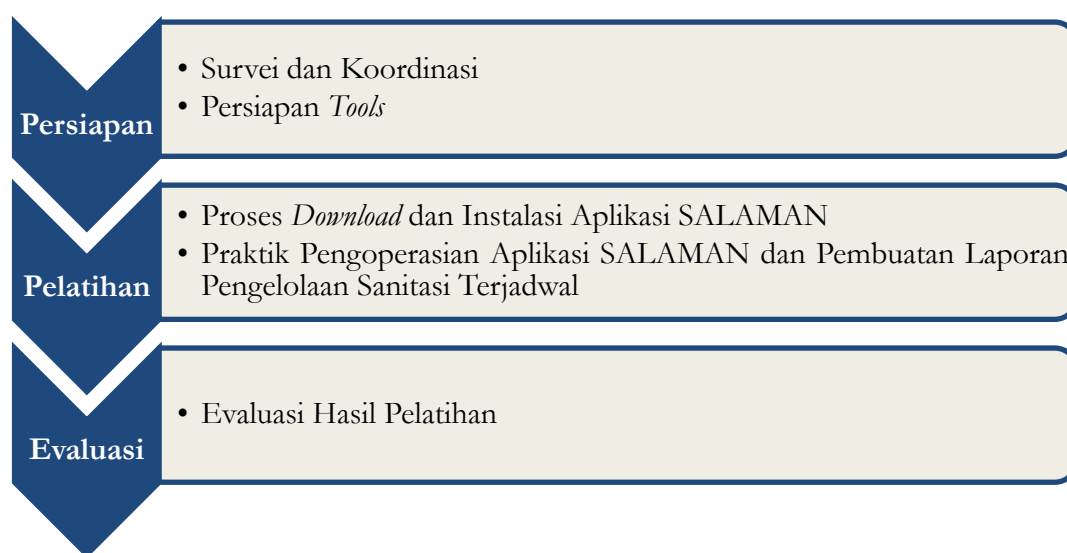 Persiapan
• Survei dan Koordinasi
• Persiapan Tools
Pelatihan
• Proses Download dan Instalasi Aplikasi SALAMAN
• Praktik Pengoperasian Aplikasi SALAMAN dan Pembuatan Laporan
Pengelolaan Sanitasi Terjadwal
Evaluasi
• Evaluasi Hasil Pelatihan